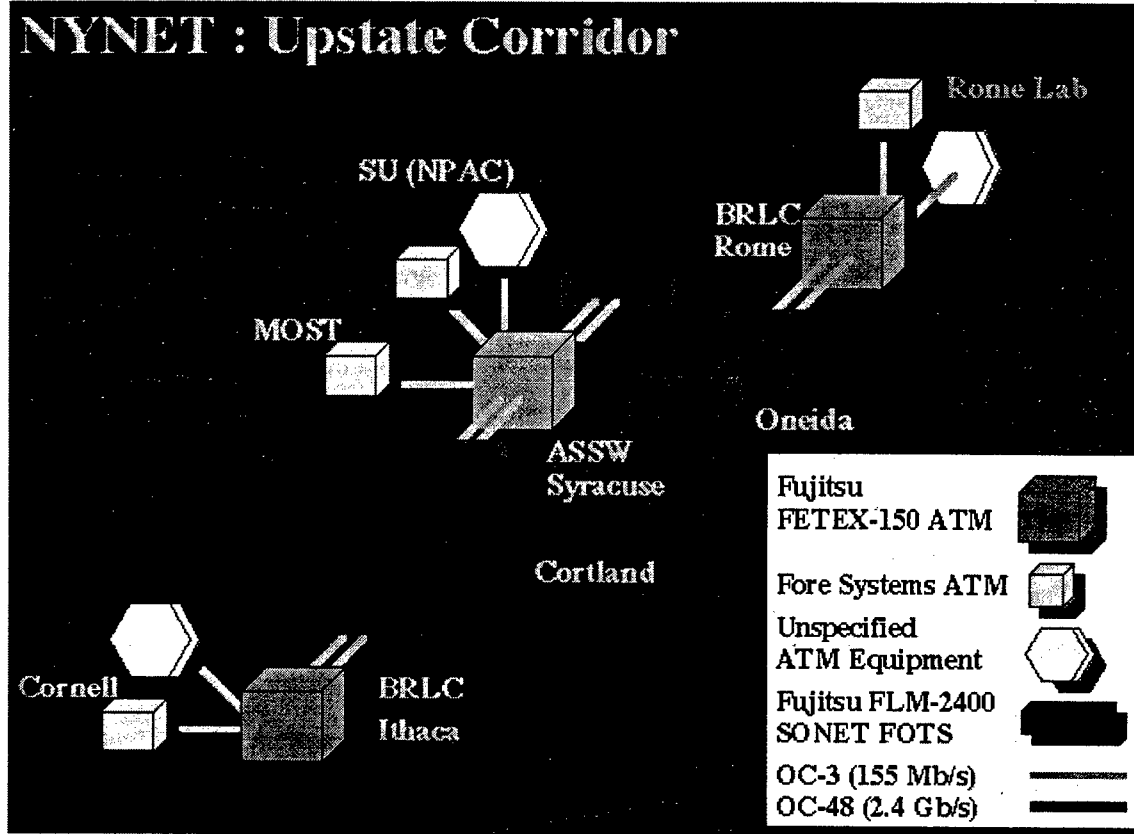 NYNET : Upstate Corridor
Rome Lab
SU (NPAC)
BRLC
Rome
MOST
Oneida
ASSW
Syracuse
Cortland
Cornell
BRLC
Ithaca
Fujitsu
FETEX-150 ATM
Fore Systems ATM
Unspecified
ATM Equipment
Fujitsu FLM-2400
SONET FOTS
OC-3 (155 Mb/s)
OC-48 (2.4 Gb/s)